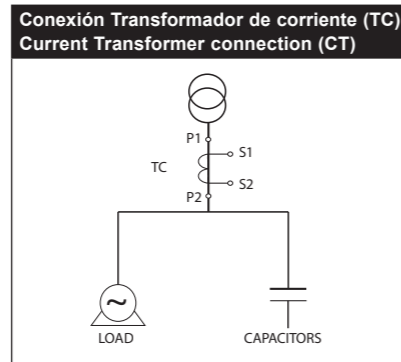 Conexión Transformador de corriente (TC)
Current Transformer connection (CT)
P1
S1
TC
S2
P2
~
LOAD
CAPACITORS